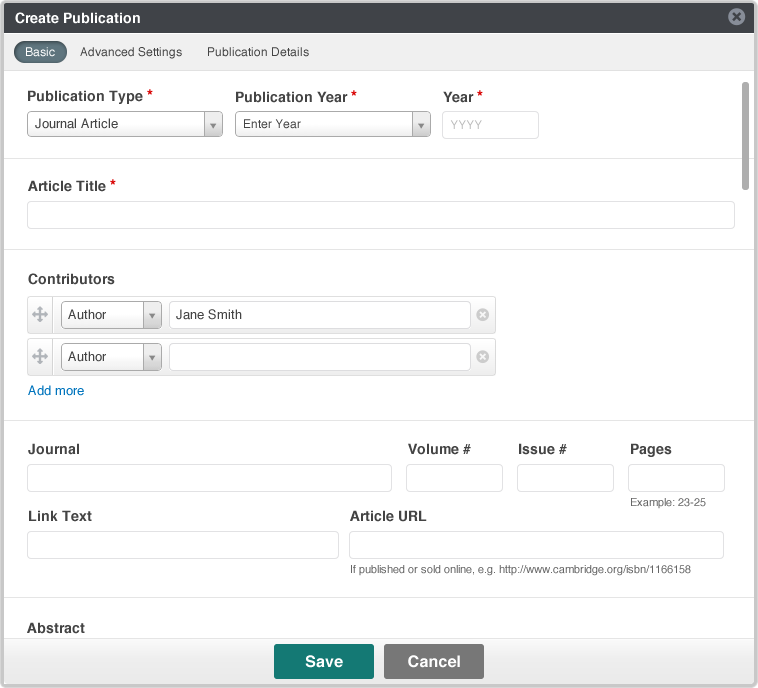 Create Publication
Basic Advanced Settings Publication Details
Publication Type * Publication Year * Year *
Journal Article Enter Year YYYY
Article Title *
Contributors
Author Jane Smith
Author
Add more
Journal Volume # Issue # Pages
Example: 23-25
Link Text Article URL
If published or sold online, e.g. http://www.cambridge.org/isbn/1166158
Abstract
Save Cancel